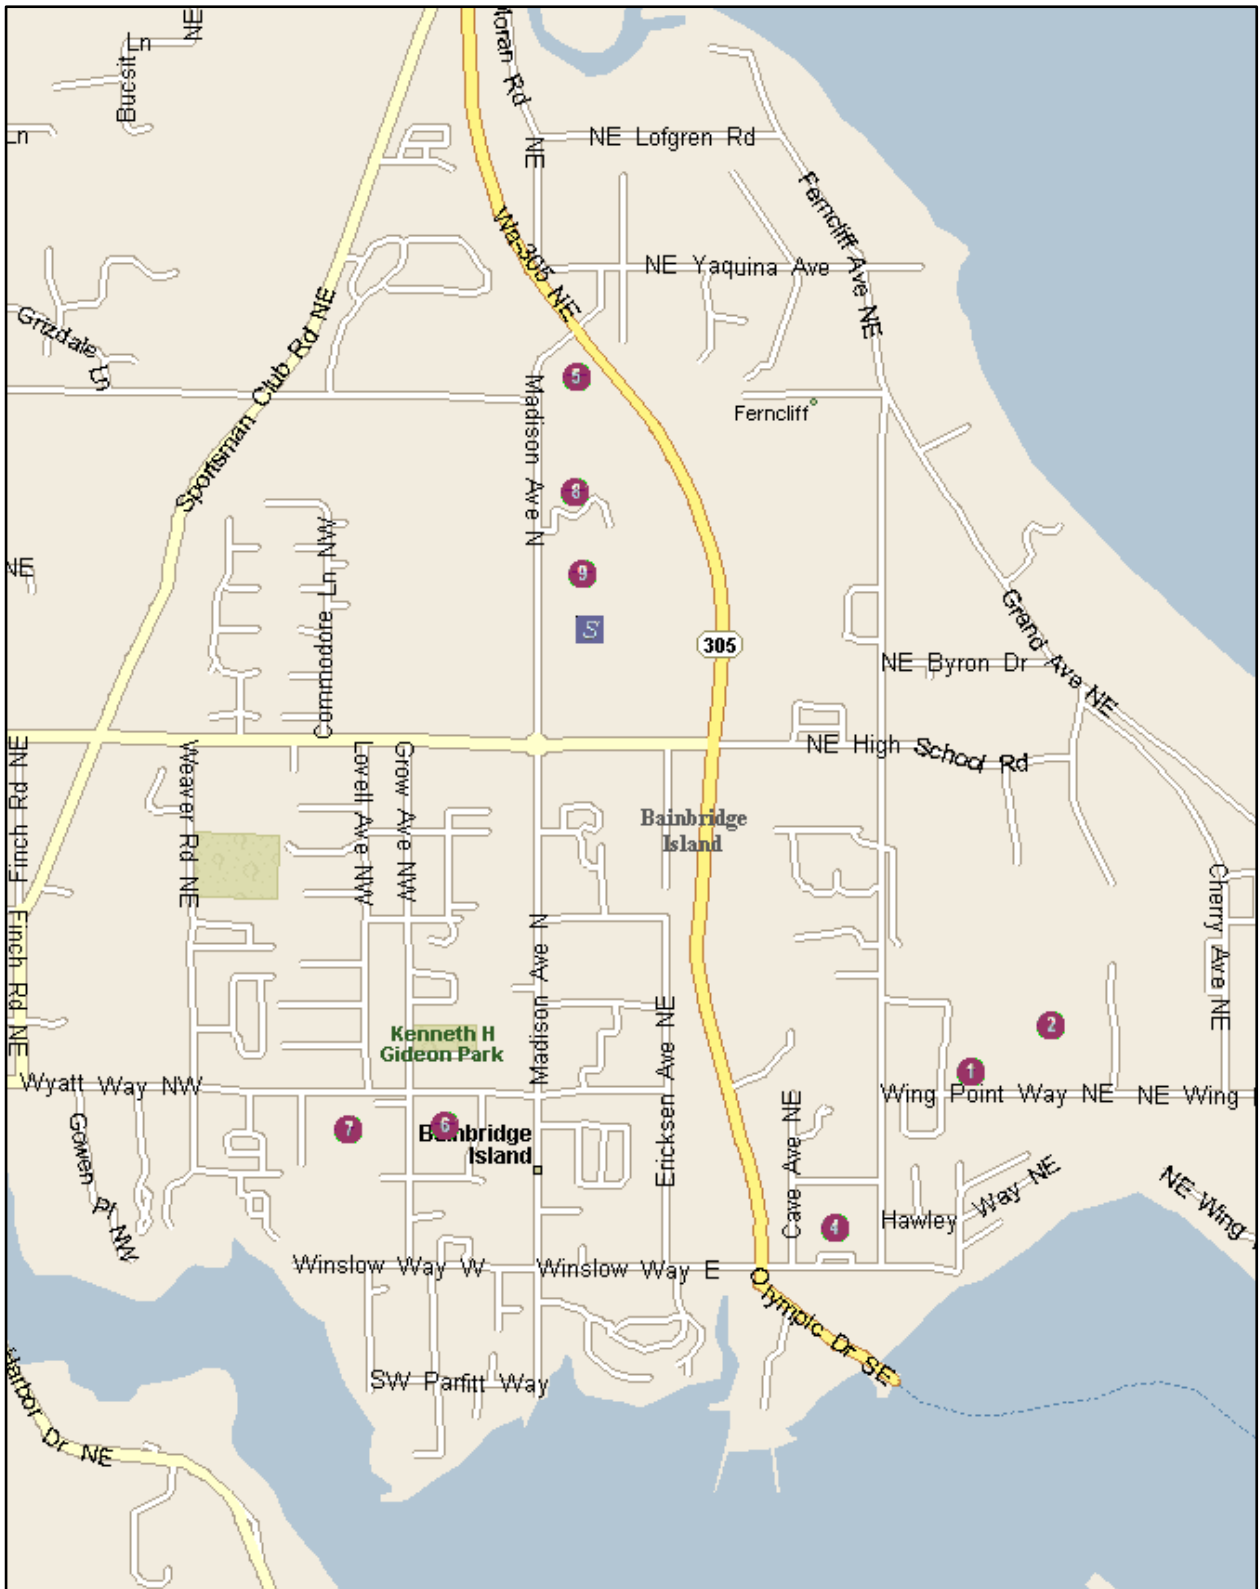 NE
Bucsit Ln
Moran Rd
NE
Ln
NE Lofgren Rd
Ferncliff Ave NE
Wa-305 NE
NE Yaquina Ave
Grizdale Ln
Sportsman Club Rd NE
5
Madison Ave N
Ferncliff
8
Commodore Ln NW
NE
9
S
305
Grand Ave NE
NE Byron Dr
Finch Rd NE
Weaver Rd NE
Lovell Ave NW
Grow Ave NW
NE High School Rd
Bainbridge
Island
Cherry Ave NE
Finch Rd NE
Madison Ave N
Ericksen Ave NE
2
Kenneth H
Gideon Park
1
Wyatt Way NW
Wing Point Way NE
NE Wing
Gowen Pl NW
7
6
Bainbridge
Island
Cave Ave NE
4
Hawley Way NE
NE Wing
Winslow Way W
Winslow Way E
Olympic Dr SE
SW Parfitt Way
Harbor Dr NE